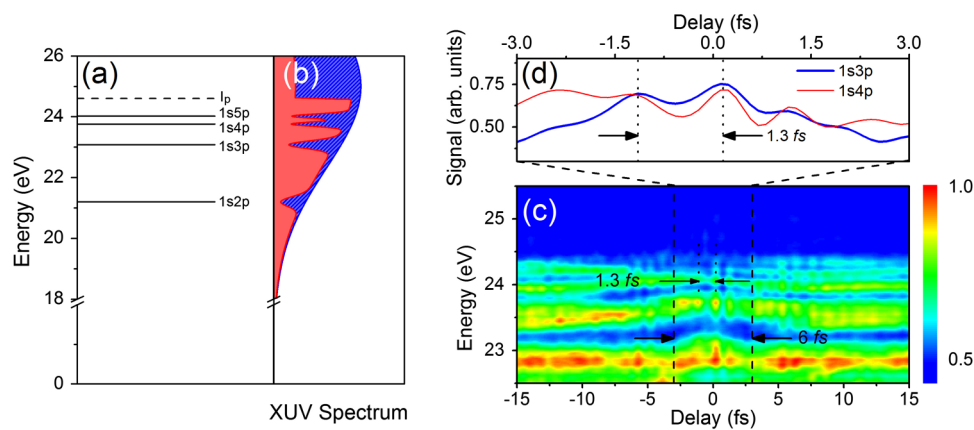 (a)
(b)
26
24
22
20
18
0
Energy (eV)
Ip
1s5p
1s4p
1s3p
1s2p
XUV Spectrum
Delay (fs)
-3.0 -1.5 0.0 1.5 3.0
(d)
Signal (arb. units)
0.75
0.50
1s3p
1s4p
1.3 fs
(c)
Energy (eV)
25
24
23
1.3 fs
6 fs
-15 -10 -5 0 5 10 15
Delay (fs)
1.0
0.5